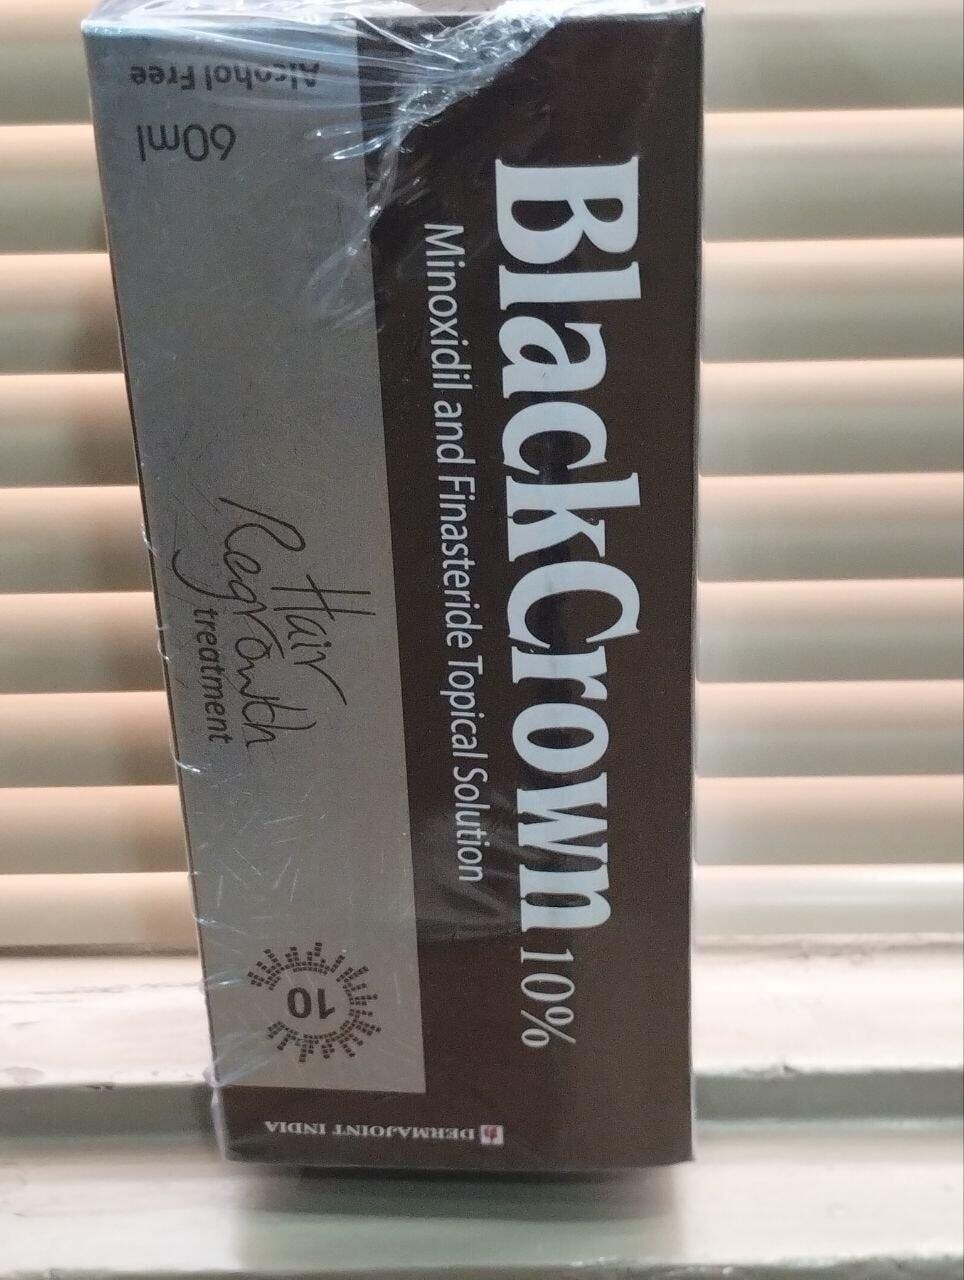 BlackCrown 10%
Minoxidil and Finasteride Topical Solution
Hair
Regrowth
treatment
60ml
Alcohol Free
10
DERMAJOINT INDIA